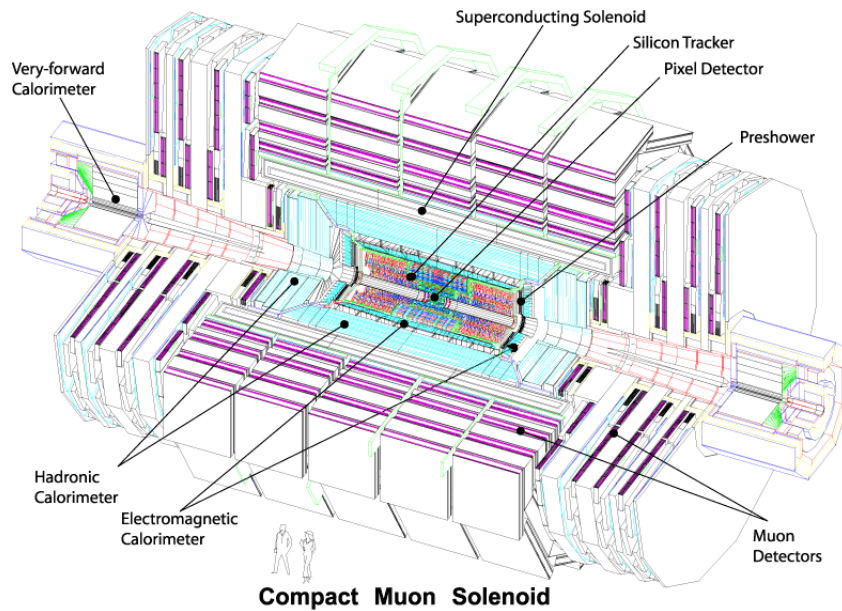 Superconducting Solenoid
Silicon Tracker
Very-forward
Calorimeter
Pixel Detector
Preshower
Hadronic
Calorimeter
Electromagnetic
Calorimeter
Muon
Detectors
Compact Muon Solenoid